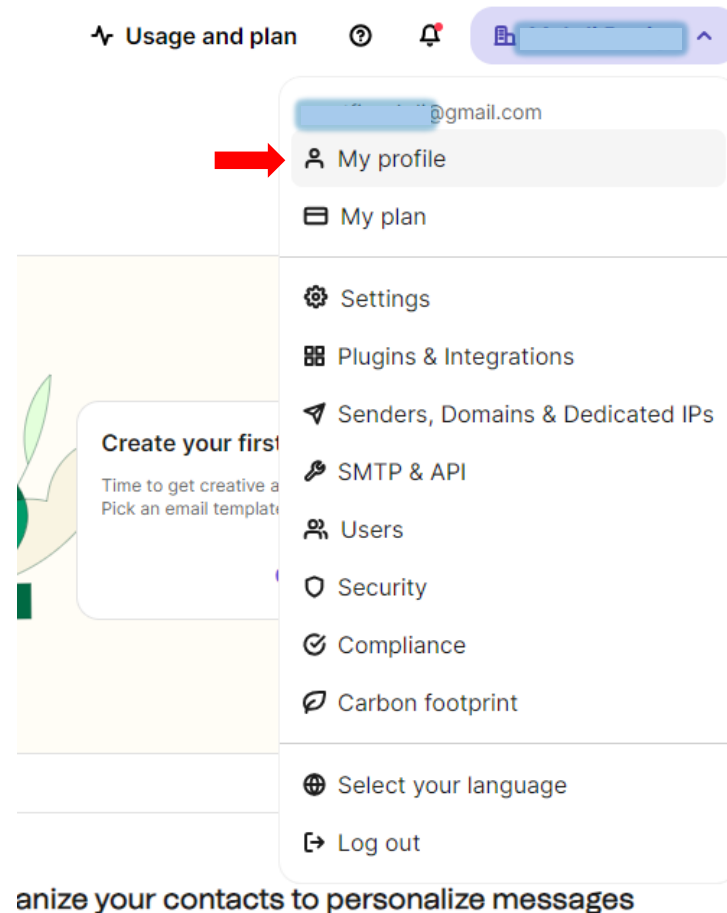 Usage and plan
@gmail.com
My profile
My plan
Settings
Plugins & Integrations
Senders, Domains & Dedicated IPs
Create your first
Time to get creative a
Pick an email template
SMTP & API
Users
Security
Compliance
Carbon footprint
Select your language
Log out
anize your contacts to personalize messages